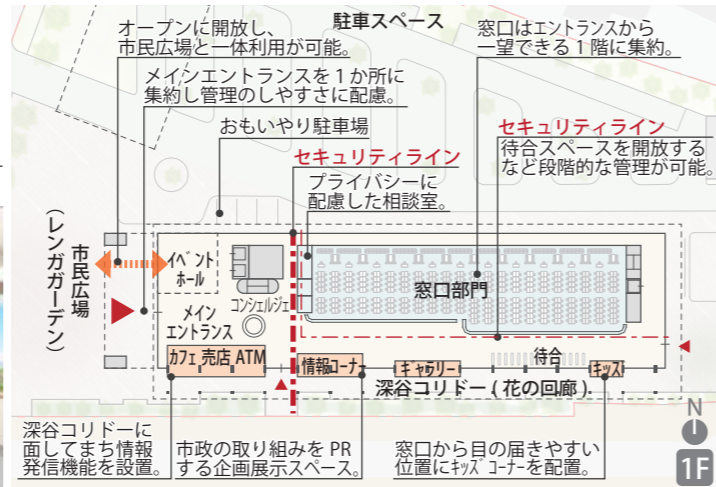 オープンに開放し、
市民広場と一体利用が可能。
駐車スペース
窓口はエントランスから
一望できる1階に集約。
メインエントランスを1か所に
集約し管理のしやすさに配慮。
おもいやり駐車場
セキュリティライン
プライバシーに
配慮した相談室。
セキュリティライン
待合スペースを開放する
など段階的な管理が可能。
市民広場
(レンガガーデン)
イベント
ホール
コンシェルジェ
窓口部門
メイン
エントランス
カフェ 売店 ATM
情報コーナー
ギャラリー
待合
キッズ
深谷コリドー(花の回廊)
深谷コリドーに
面してまち情報
発信機能を設置。
市政の取り組みをPR
する企画展示スペース。
窓口から目の届きやすい
位置にキッズコーナーを配置。
N
1F